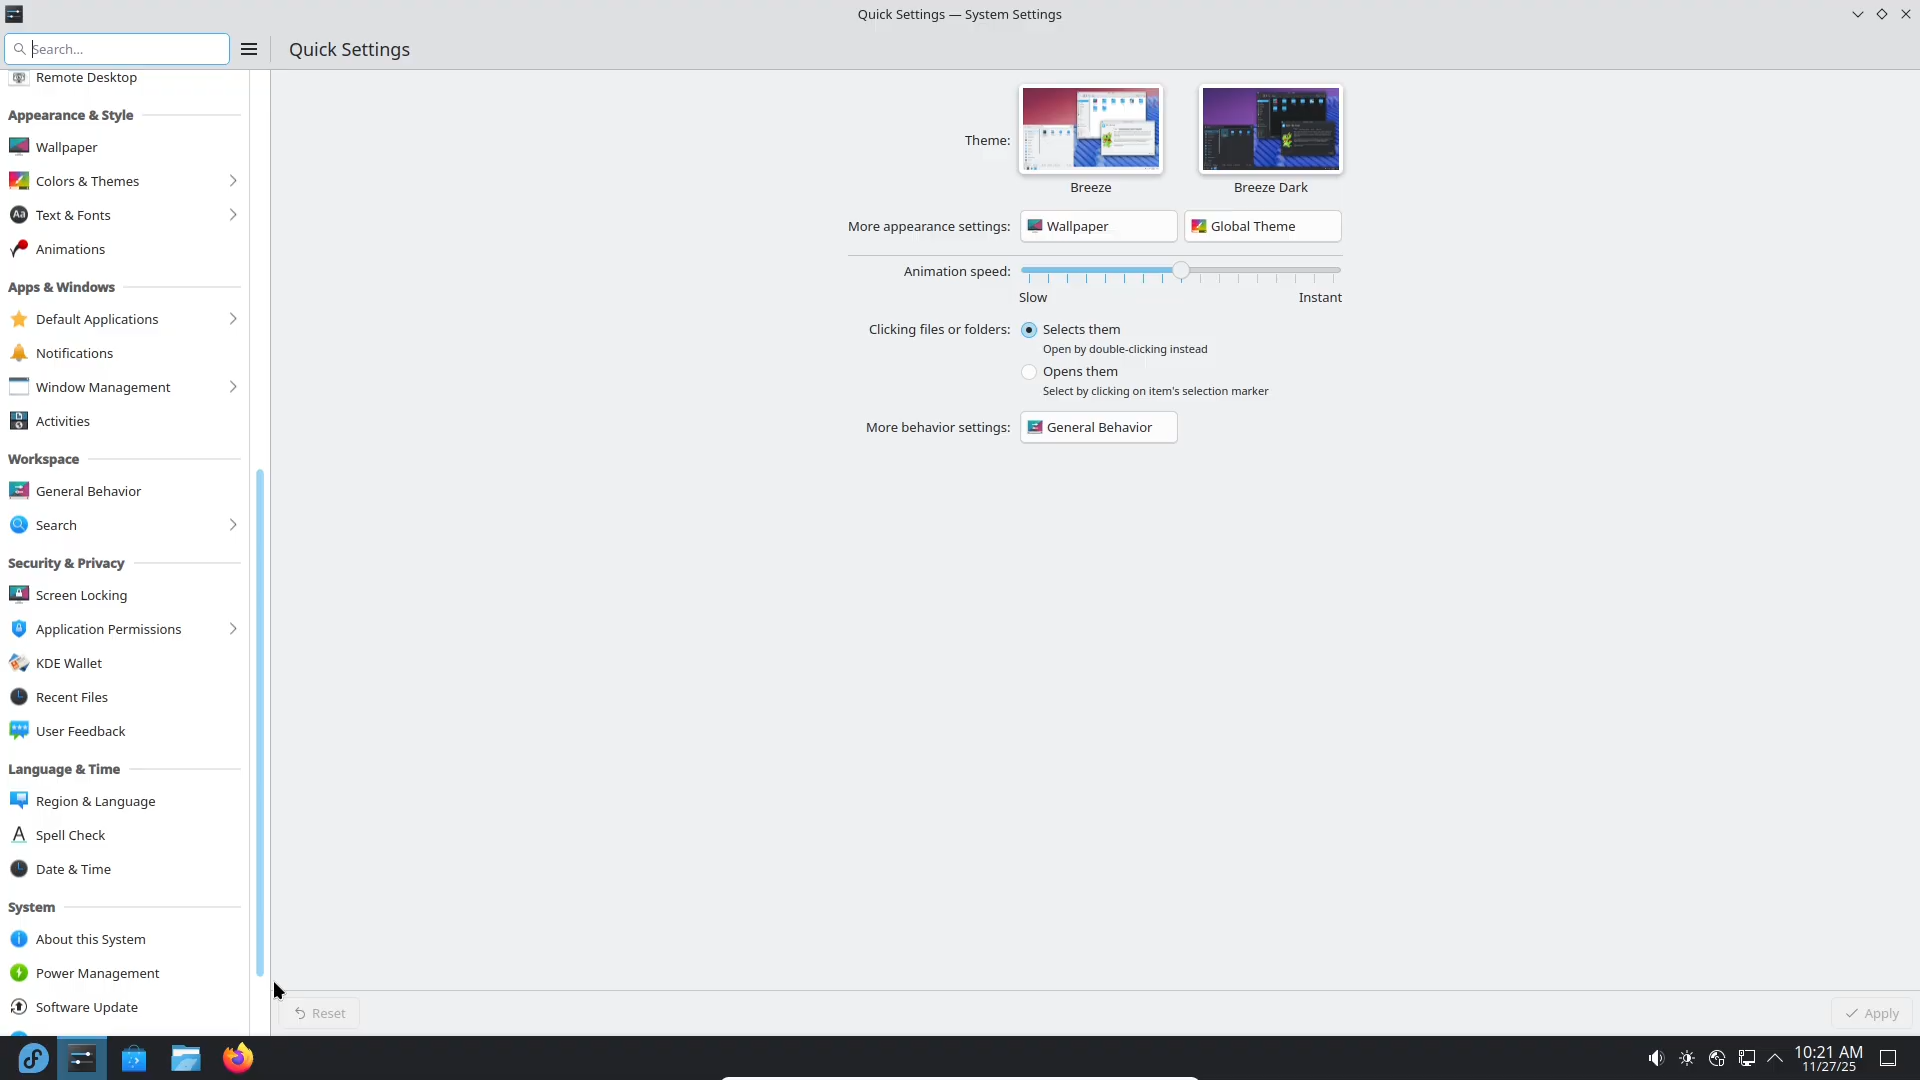 Quick Settings — System Settings
Search...
Quick Settings
Remote Desktop
Appearance & Style
Wallpaper
Colors & Themes
Text & Fonts
Animations
Apps & Windows
Default Applications
Notifications
Window Management
Activities
Workspace
General Behavior
Search
Security & Privacy
Screen Locking
Application Permissions
KDE Wallet
Recent Files
User Feedback
Language & Time
Region & Language
Spell Check
Date & Time
System
About this System
Power Management
Software Update
Theme:
Breeze
Breeze Dark
More appearance settings:
Wallpaper
Global Theme
Animation speed:
Slow
Instant
Clicking files or folders:
Selects them
Open by double-clicking instead
Opens them
Select by clicking on item's selection marker
More behavior settings:
General Behavior
Reset
Apply
10:21 AM
11/27/25